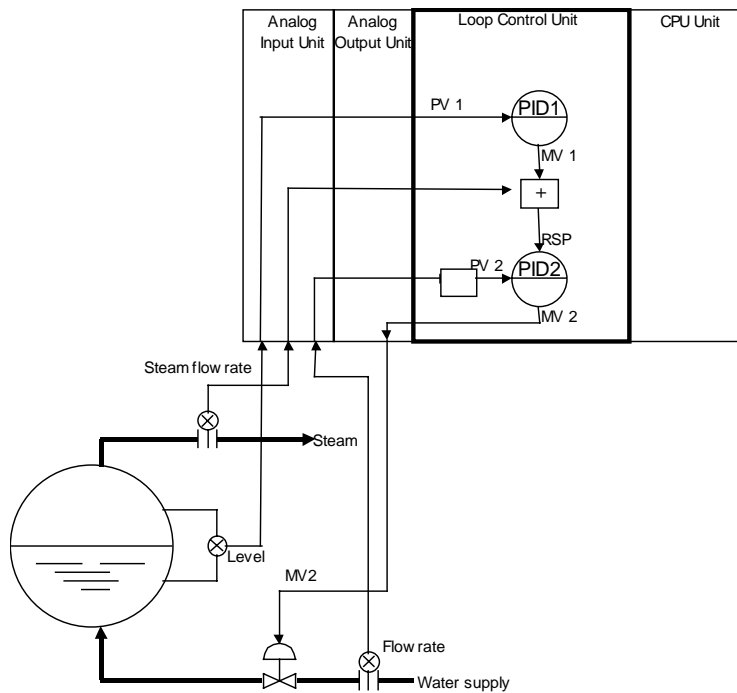 Analog
Input Unit
Analog
Output Unit
Loop Control Unit
CPU Unit
PV 1
PID1
MV 1
+
RSP
PV 2
PID2
MV 2
Steam flow rate
Steam
Level
MV2
Flow rate
Water supply